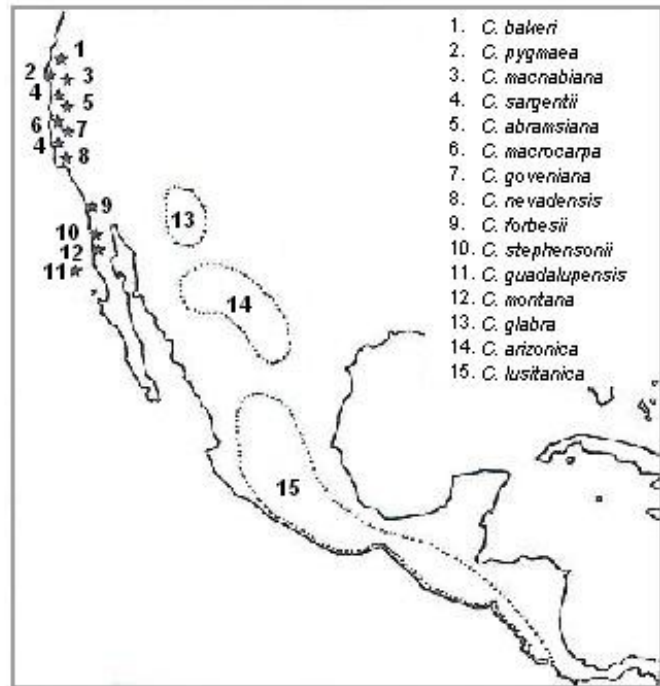 1. C. bakeri
2. C. pygmaea
3. C. macnabiana
4. C. sargentii
5. C. abramsiana
6. C. macrocarpa
7. C. goveniana
8. C. nevadensis
9. C. forbesii
10. C. stephensonii
11. C. guadalupensis
12. C. montana
13. C. glabra
14. C. arizonica
15. C. lusitanica
1
2 3
4
5
6
7
4
8
9
10
12
11
13
14
15